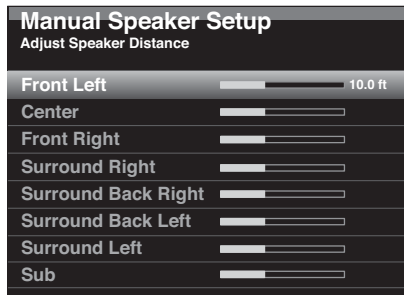 Manual Speaker Setup
Adjust Speaker Distance
Front Left 10.0 ft
Center
Front Right
Surround Right
Surround Back Right
Surround Back Left
Surround Left
Sub